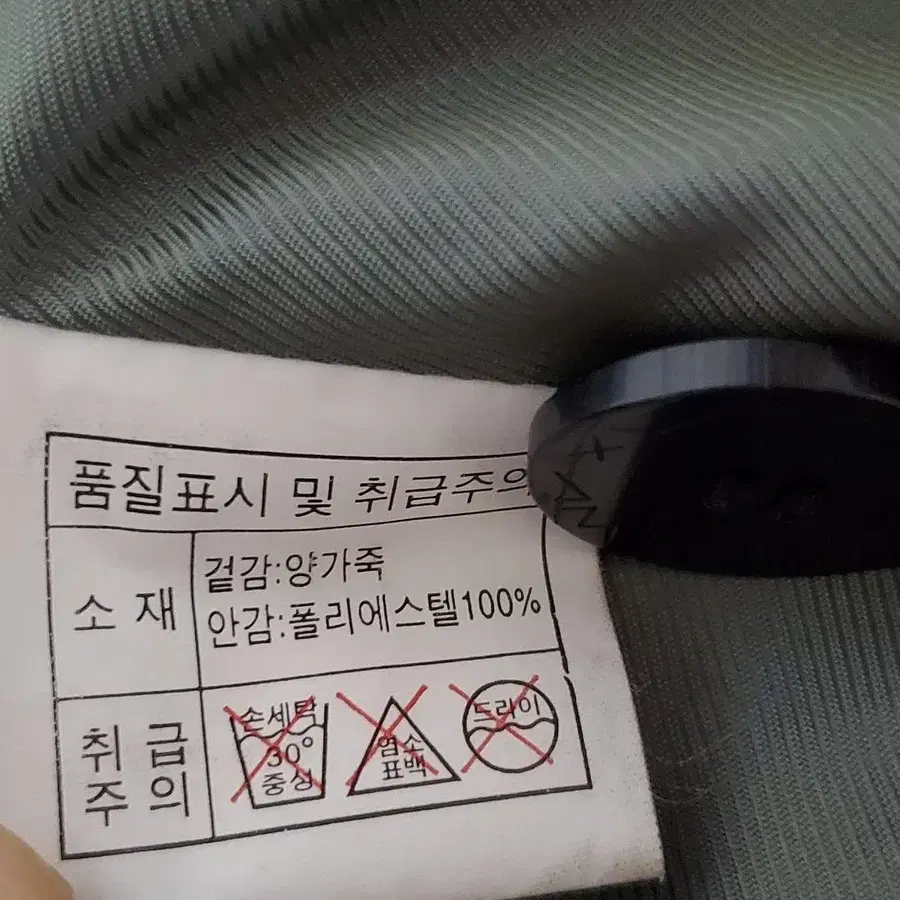 품질표시 및 취급주의
소 재
겉감:양가죽
안감:폴리에스텔100%
취 급
주 의
손세탁
30°
중성
염소
표백
드라이